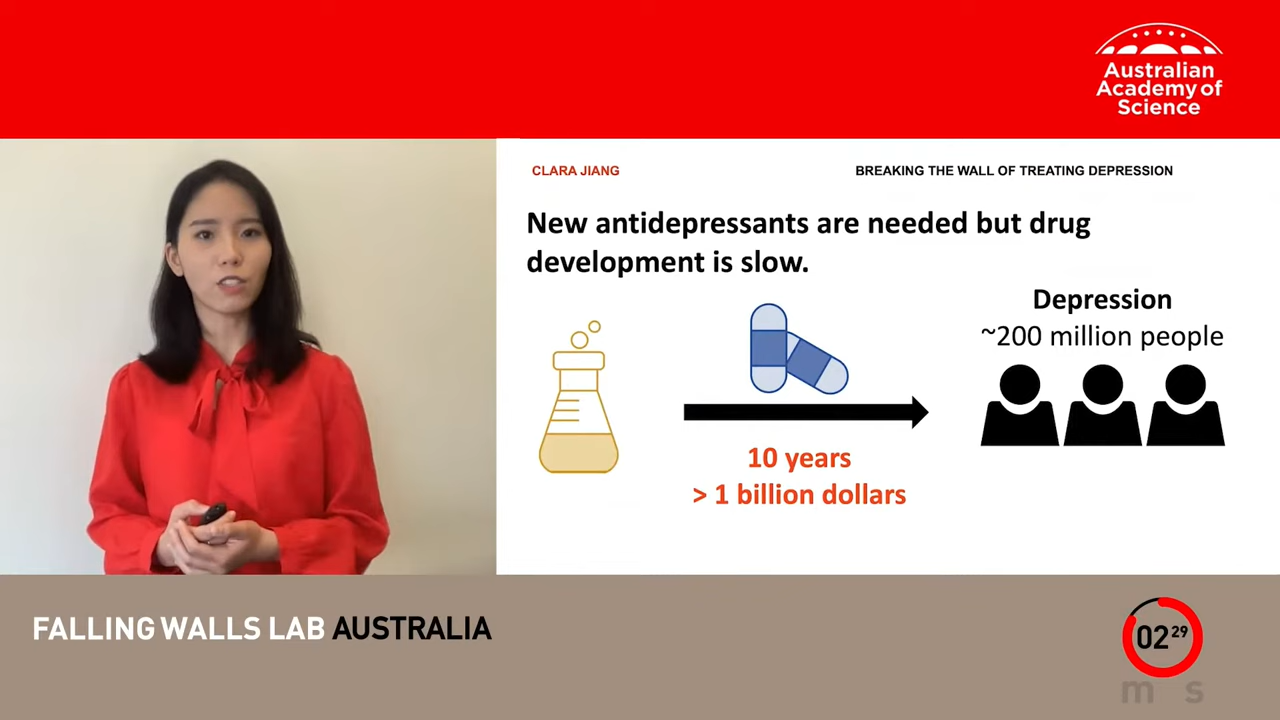 Australian
Academy of
Science
CLARA JIANG
BREAKING THE WALL OF TREATING DEPRESSION
New antidepressants are needed but drug
development is slow.
Depression
~200 million people
10 years
> 1 billion dollars
FALLING WALLS LAB AUSTRALIA
02 29
m s